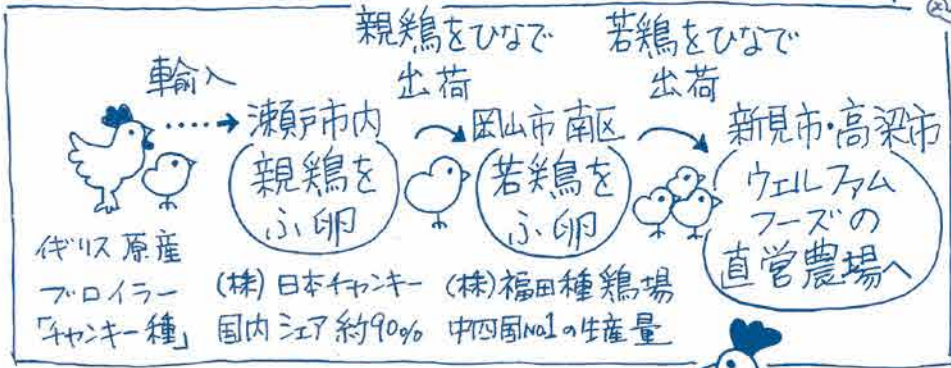 親鶏をひなで
出荷
若鶏をひなで
出荷
輸入
瀬戸市内
親鶏を
ふ卵
岡山市南区
若鶏を
ふ卵
新見市・高梁市
ウェルファム
フーズの
直営農場へ
イギリス原産
ブロイラー
「チャンキー種」
(株)日本チャンキー
国内シェア約90%
(株)福田種鶏場
中四国No1の生産量